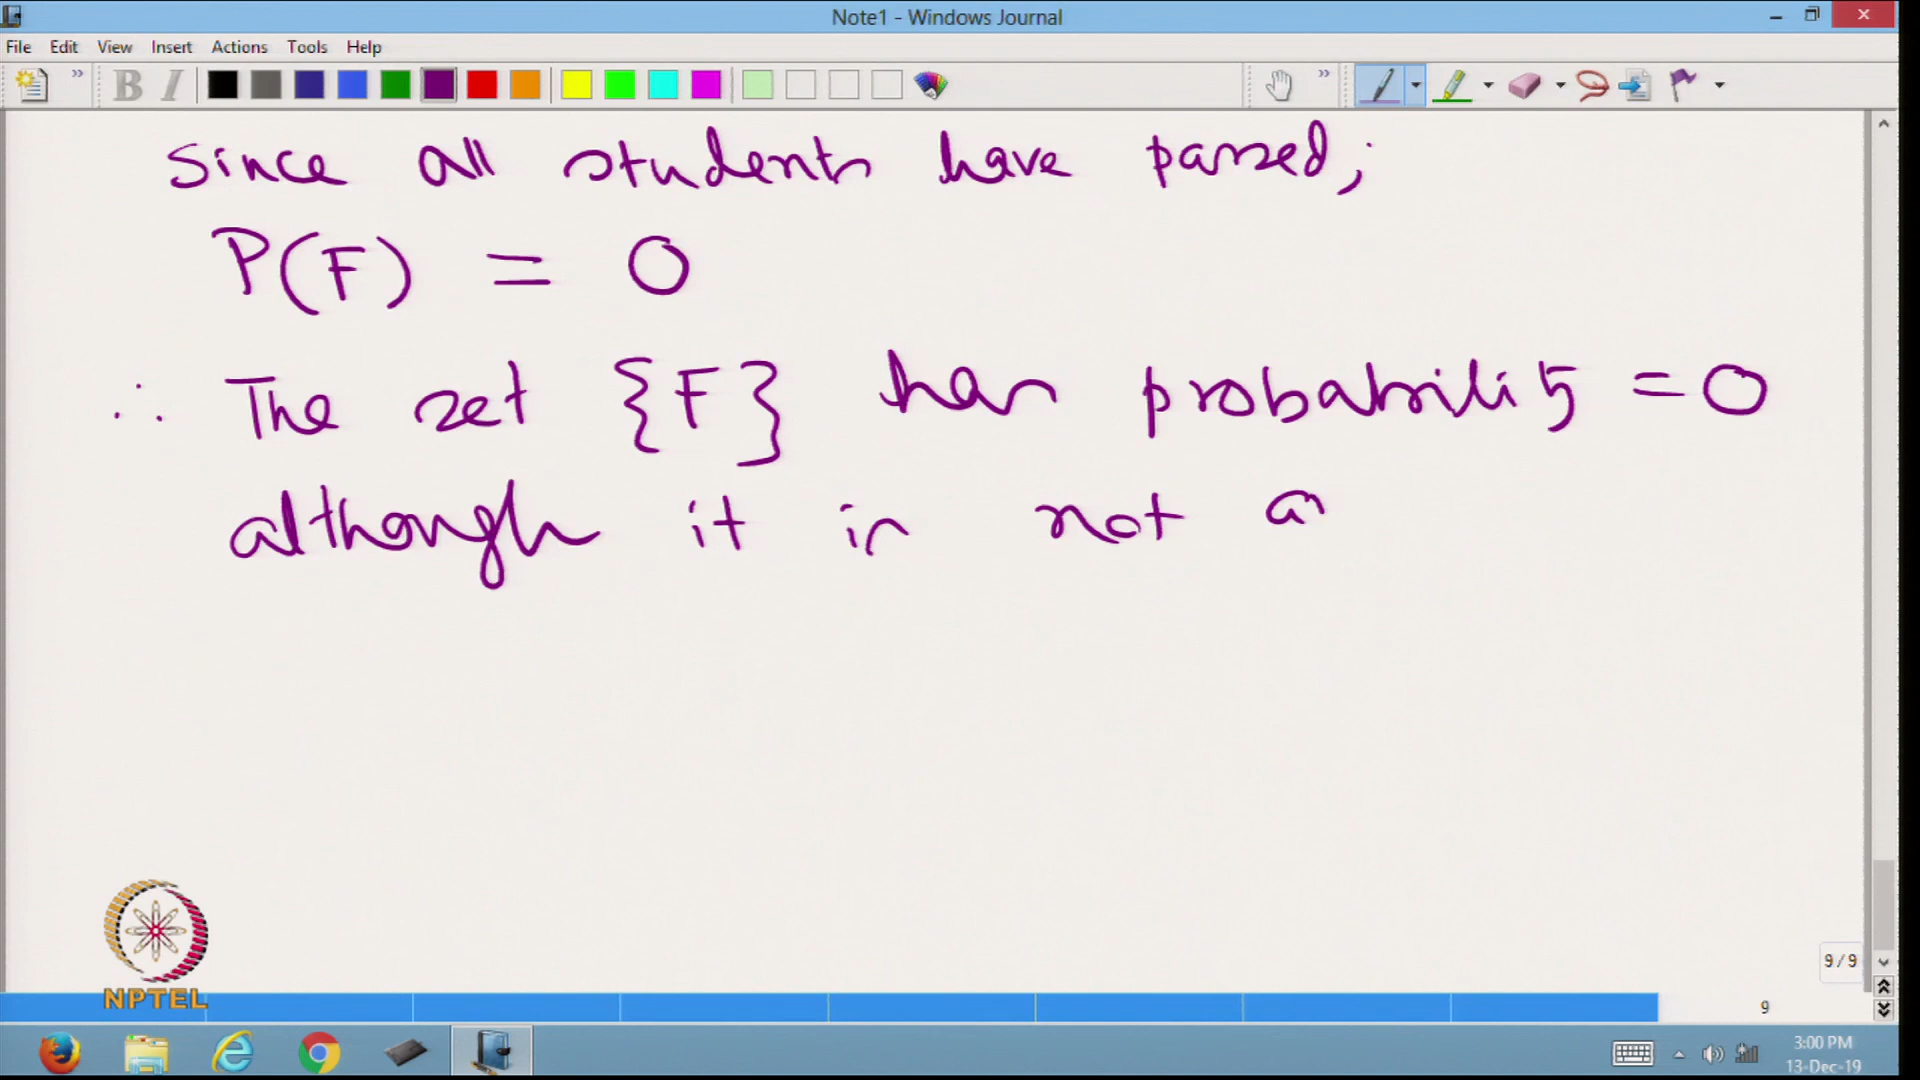 Note1 - Windows Journal
File Edit View Insert Actions Tools Help
B I
since all students have passed;
P(F) = 0
∴ The set {F} has probability = 0
although it is not an
NPTEL
9/9
9
3:00 PM
13-Dec-19